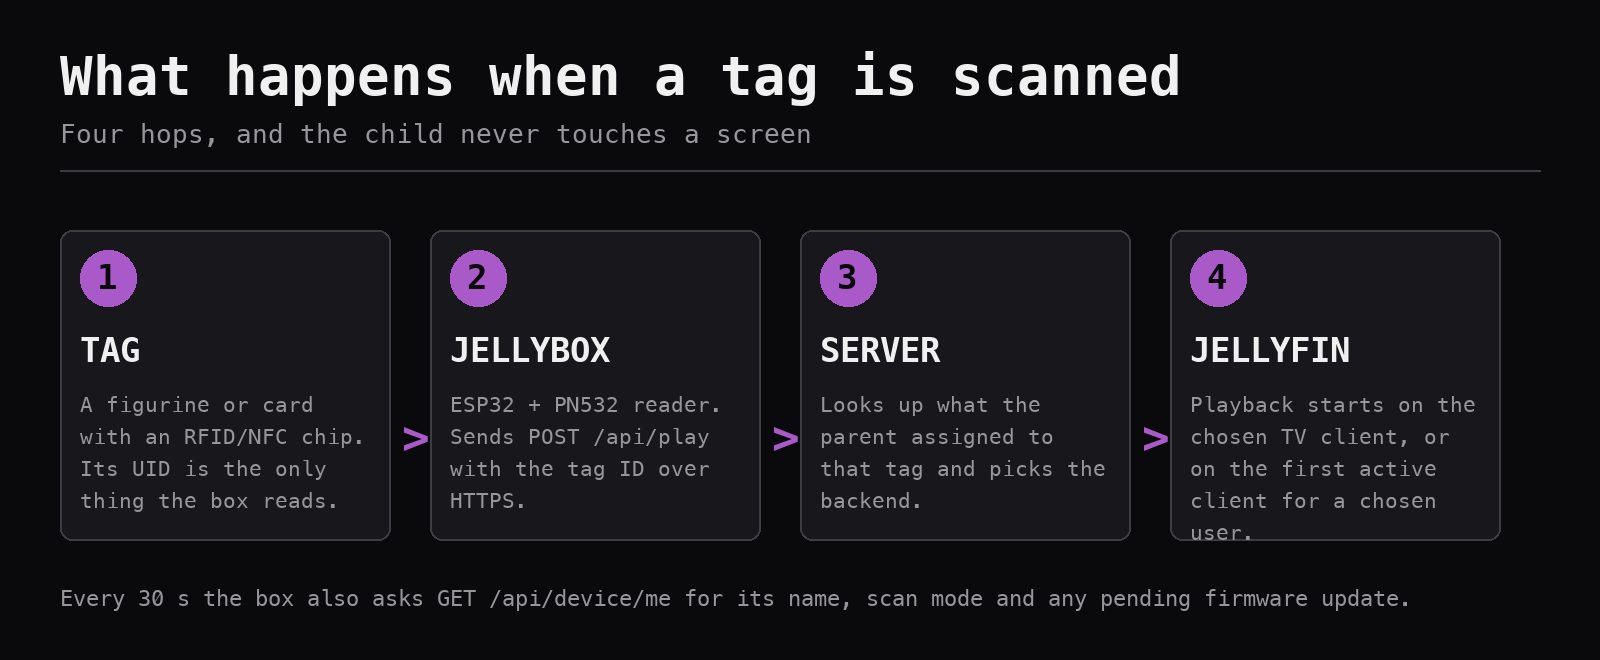 What happens when a tag is scanned
Four hops, and the child never touches a screen
1
TAG
A figurine or card
with an RFID/NFC chip.
Its UID is the only
thing the box reads.
>
2
JELLYBOX
ESP32 + PN532 reader.
Sends POST /api/play
with the tag ID over
HTTPS.
>
3
SERVER
Looks up what the
parent assigned to
that tag and picks the
backend.
>
4
JELLYFIN
Playback starts on the
chosen TV client, or
on the first active
client for a chosen
user.
Every 30 s the box also asks GET /api/device/me for its name, scan mode and any pending firmware update.